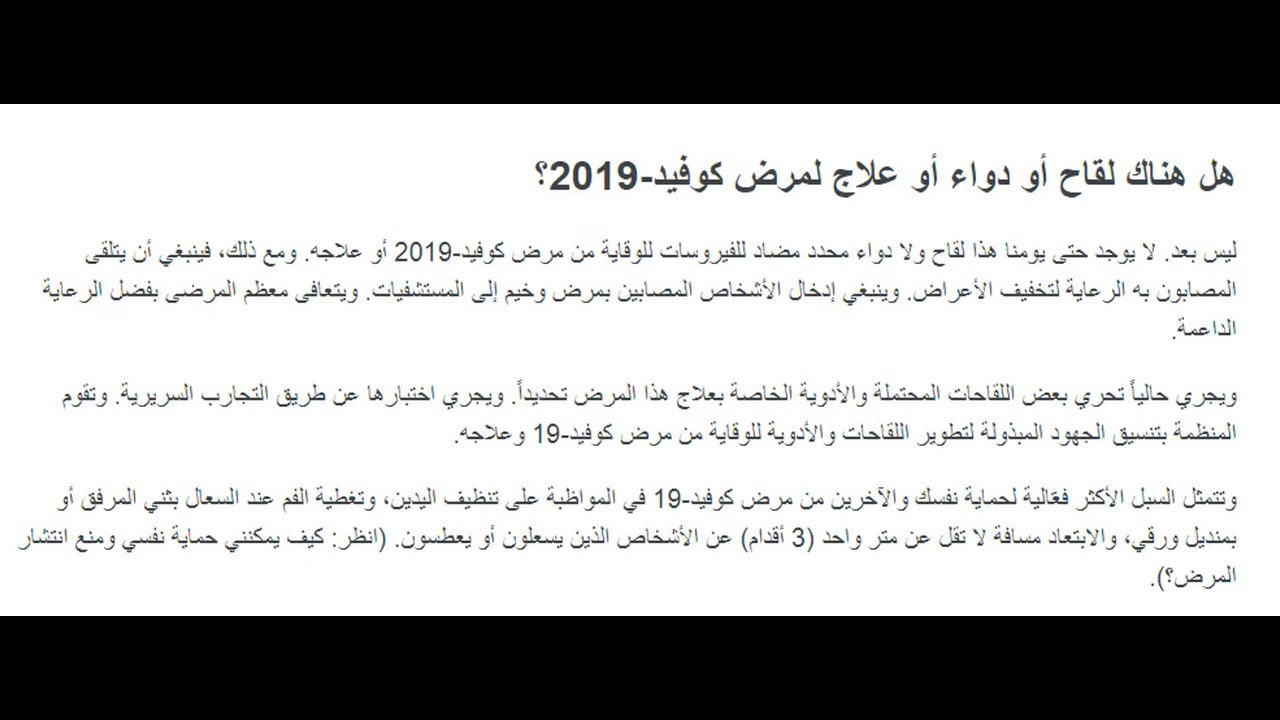 هل هناك لقاح أو دواء أو علاج لمرض كوفيد-2019؟
ليس بعد. لا يوجد حتى يومنا هذا لقاح ولا دواء محدد مضاد للفيروسات للوقاية من مرض كوفيد-2019 أو علاجه. ومع ذلك، فينبغي أن يتلقى
المصابون به الرعاية لتخفيف الأعراض. وينبغي إدخال الأشخاص المصابين بمرض وخيم إلى المستشفيات. ويتعافى معظم المرضى بفضل الرعاية
الداعمة.
ويجري حالياً تحري بعض اللقاحات المحتملة والأدوية الخاصة بعلاج هذا المرض تحديداً. ويجري اختبارها عن طريق التجارب السريرية. وتقوم
المنظمة بتنسيق الجهود المبذولة لتطوير اللقاحات والأدوية للوقاية من مرض كوفيد-19 وعلاجه.
وتتمثل السبل الأكثر فعّالية لحماية نفسك والآخرين من مرض كوفيد-19 في المواظبة على تنظيف اليدين، وتغطية الفم عند السعال بثني المرفق أو
بمنديل ورقي، والابتعاد مسافة لا تقل عن متر واحد (3 أقدام) عن الأشخاص الذين يسعلون أو يعطسون. (انظر: كيف يمكنني حماية نفسي ومنع انتشار
المرض؟).